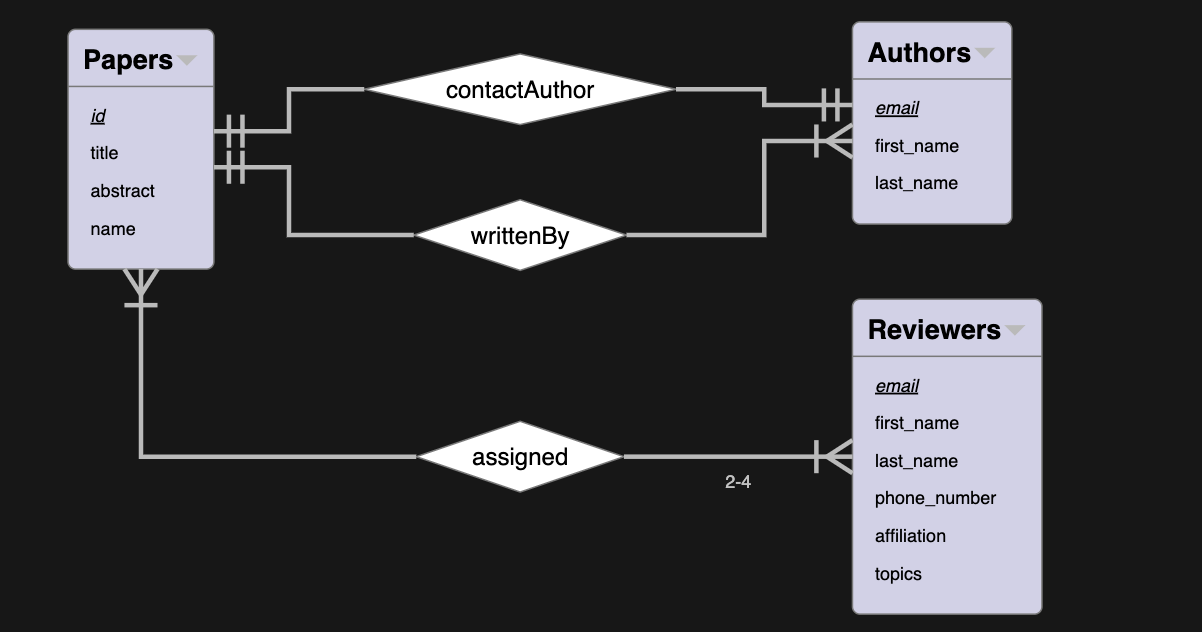 Papers
id
title
abstract
name
contactAuthor
writtenBy
Authors
email
first_name
last_name
assigned
2-4
Reviewers
email
first_name
last_name
phone_number
affiliation
topics